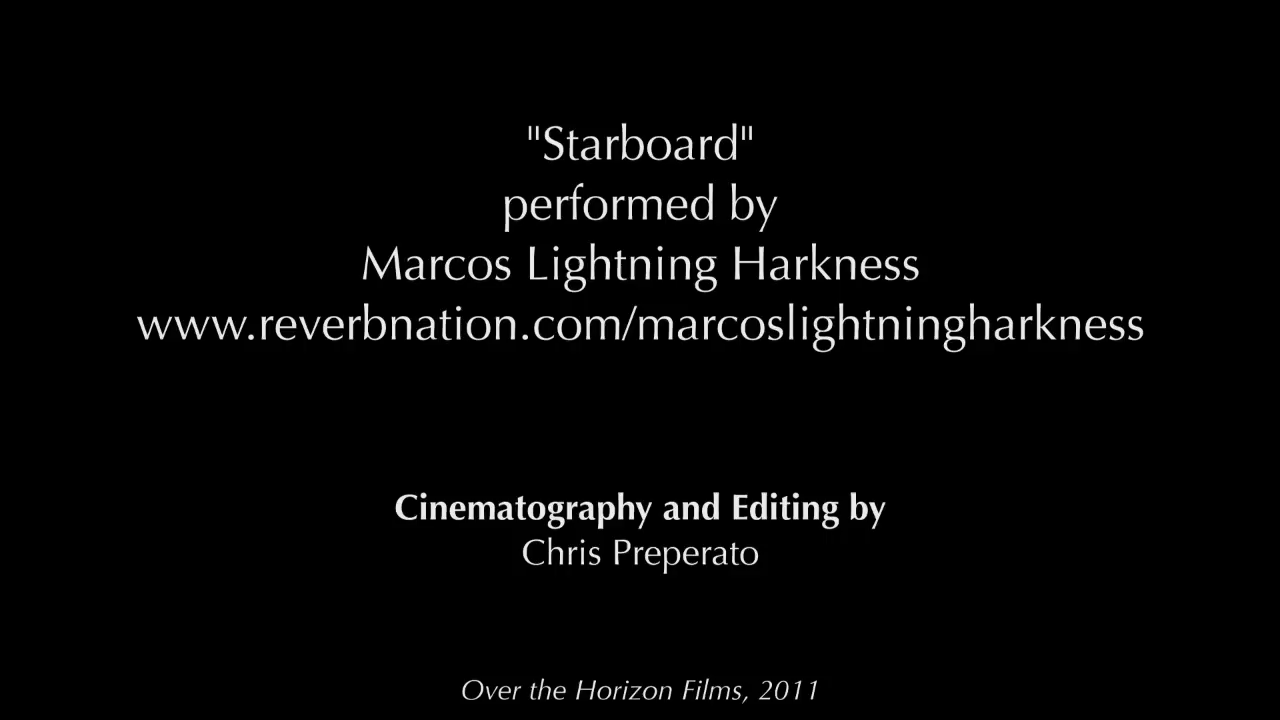 "Starboard"
performed by
Marcos Lightning Harkness
www.reverbnation.com/marcoslightningharkness
Cinematography and Editing by
Chris Preperato
Over the Horizon Films, 2011